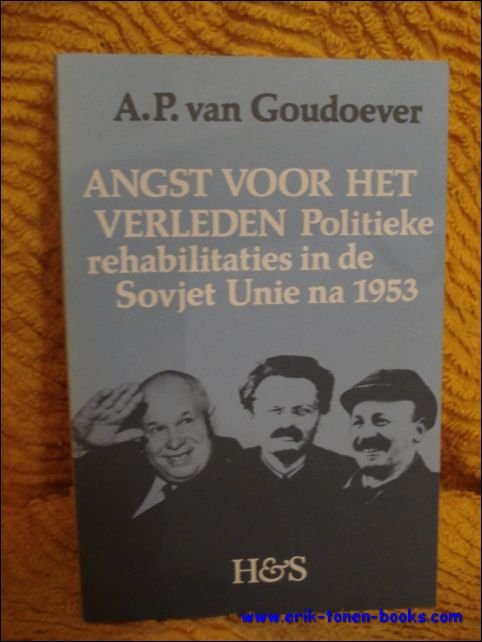 A.P. van Goudoever
ANGST VOOR HET
VERLEDEN Politieke
rehabilitaties in de
Sovjet Unie na 1953
H&S
www.erik-tonen-books.com